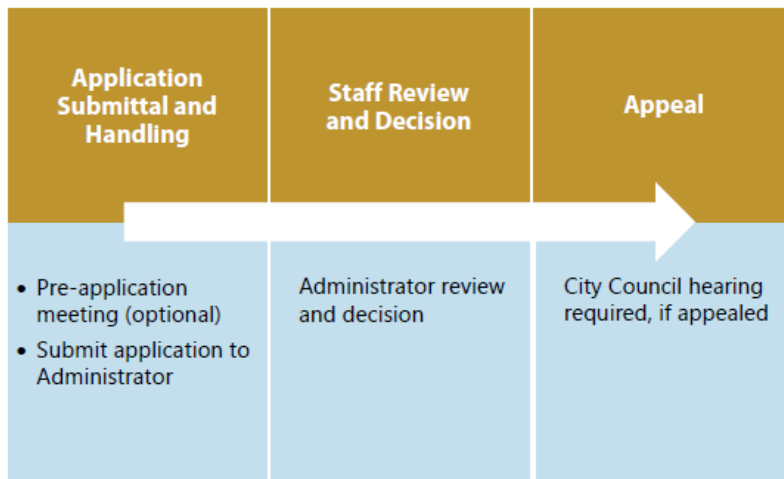 Application
Submittal and
Handling
Staff Review
and Decision
Appeal
• Pre-application
meeting (optional)
• Submit application to
Administrator
Administrator review
and decision
City Council hearing
required, if appealed